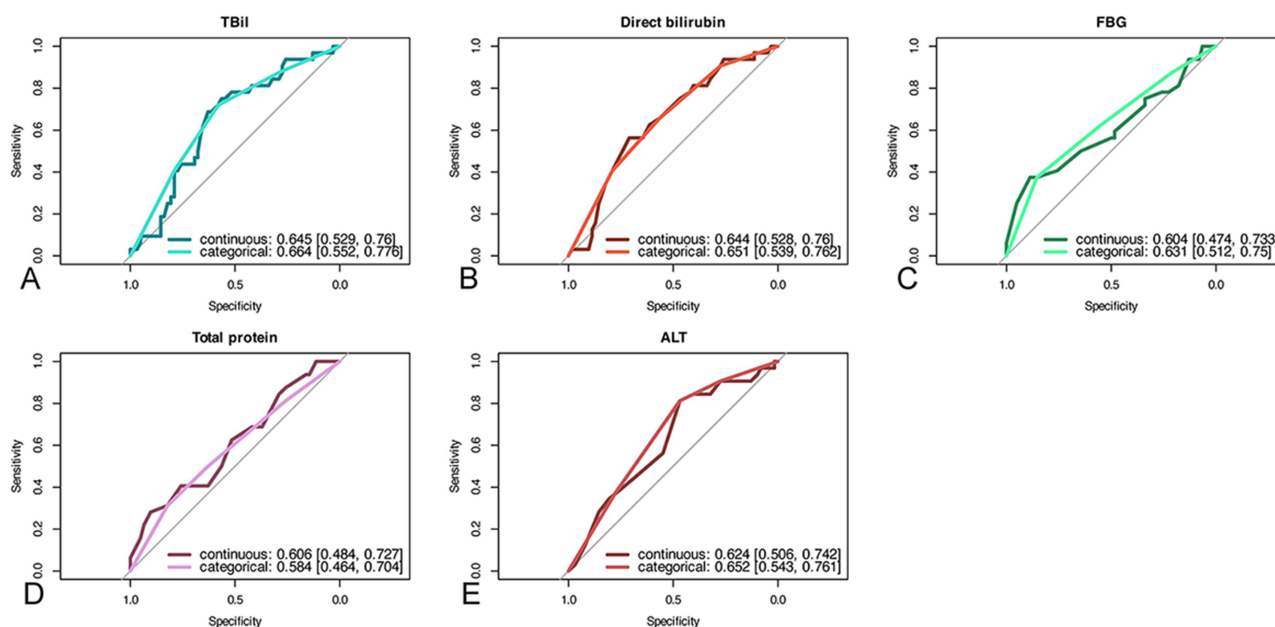 TBil
Sensitivity
1.0
0.8
0.6
0.4
0.2
0.0
continuous: 0.645 [0.529, 0.76]
categorical: 0.664 [0.552, 0.776]
1.0 0.5 0.0
Specificity
A
Direct bilirubin
Sensitivity
1.0
0.8
0.6
0.4
0.2
0.0
continuous: 0.644 [0.528, 0.76]
categorical: 0.651 [0.539, 0.762]
1.0 0.5 0.0
Specificity
B
FBG
Sensitivity
1.0
0.8
0.6
0.4
0.2
0.0
continuous: 0.604 [0.474, 0.733
categorical: 0.631 [0.512, 0.75]
1.0 0.5 0.0
Specificity
C
Total protein
Sensitivity
1.0
0.8
0.6
0.4
0.2
0.0
continuous: 0.606 [0.484, 0.727]
categorical: 0.584 [0.464, 0.704]
1.0 0.5 0.0
Specificity
D
ALT
Sensitivity
1.0
0.8
0.6
0.4
0.2
0.0
continuous: 0.624 [0.506, 0.742]
categorical: 0.652 [0.543, 0.761]
1.0 0.5 0.0
Specificity
E